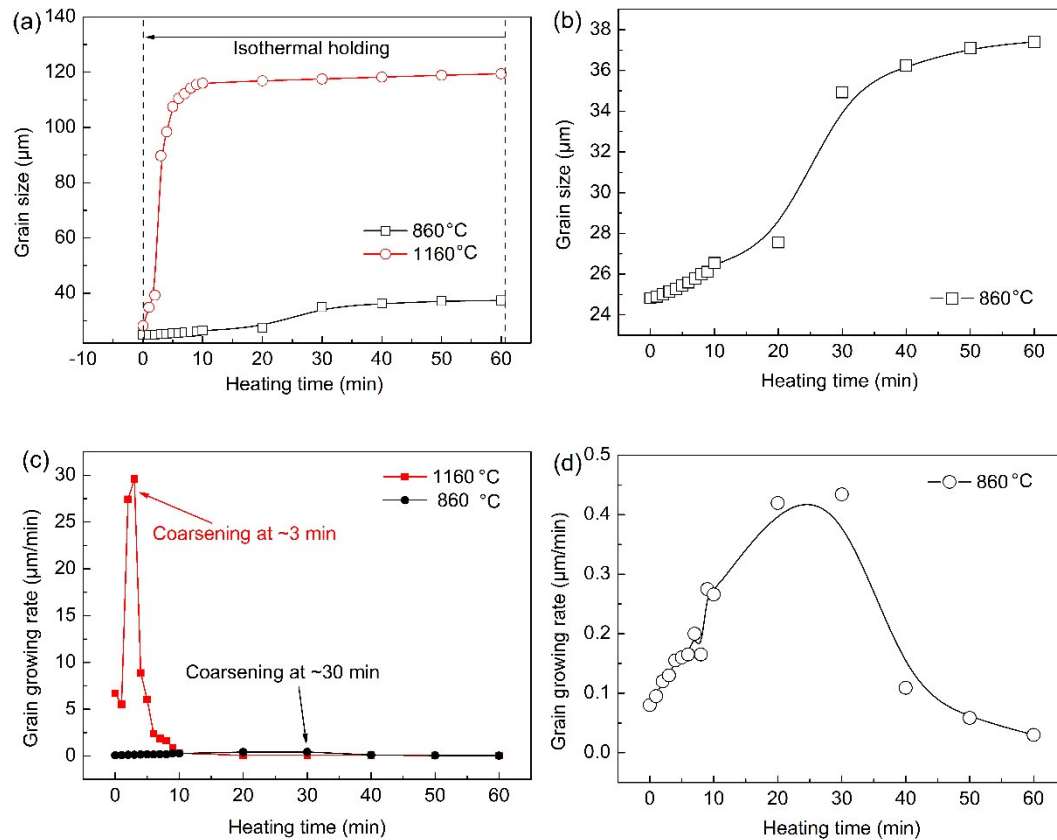 (a)
140
120
100
80
60
40
-10 0 10 20 30 40 50 60
Grain size (μm)
Heating time (min)
Isothermal holding
860 °C
1160 °C
(b)
38
36
34
32
30
28
26
24
0 10 20 30 40 50 60
Grain size (μm)
Heating time (min)
860 °C
(c)
30
25
20
15
10
5
0
0 10 20 30 40 50 60
Grain growing rate (μm/min)
Heating time (min)
1160 °C
860 °C
Coarsening at ~3 min
Coarsening at ~30 min
(d)
0.5
0.4
0.3
0.2
0.1
0.0
0 10 20 30 40 50 60
Grain growing rate (μm/min)
Heating time (min)
860 °C